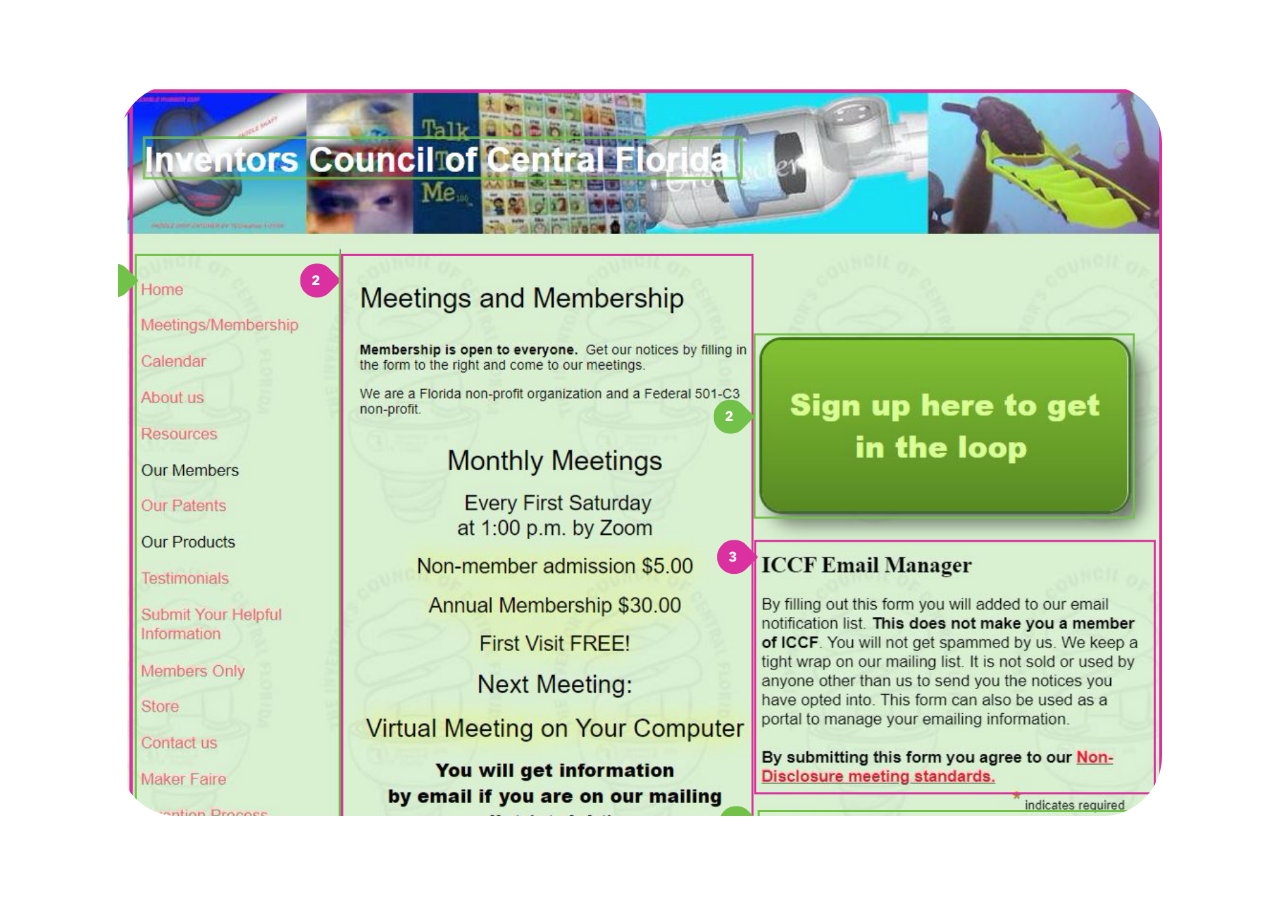 Talk
To
Me
Inventors Council of Central Florida
PADDLE SHAFT
Home
Meetings/Membership
Calendar
About us
Resources
Our Members
Our Patents
Our Products
Testimonials
Submit Your Helpful
Information
Members Only
Store
Contact us
Maker Faire
2
Meetings and Membership
Membership is open to everyone. Get our notices by filling in
the form to the right and come to our meetings.
We are a Florida non-profit organization and a Federal 501-C3
non-profit.
Monthly Meetings
Every First Saturday
at 1:00 p.m. by Zoom
Non-member admission $5.00
Annual Membership $30.00
First Visit FREE!
Next Meeting:
Virtual Meeting on Your Computer
You will get information
by email if you are on our mailing
2
Sign up here to get
in the loop
3
ICCF Email Manager
By filling out this form you will added to our email
notification list. This does not make you a member
of ICCF. You will not get spammed by us. We keep a
tight wrap on our mailing list. It is not sold or used by
anyone other than us to send you the notices you
have opted into. This form can also be used as a
portal to manage your emailing information.
By submitting this form you agree to our Non-
Disclosure meeting standards.
* indicates required